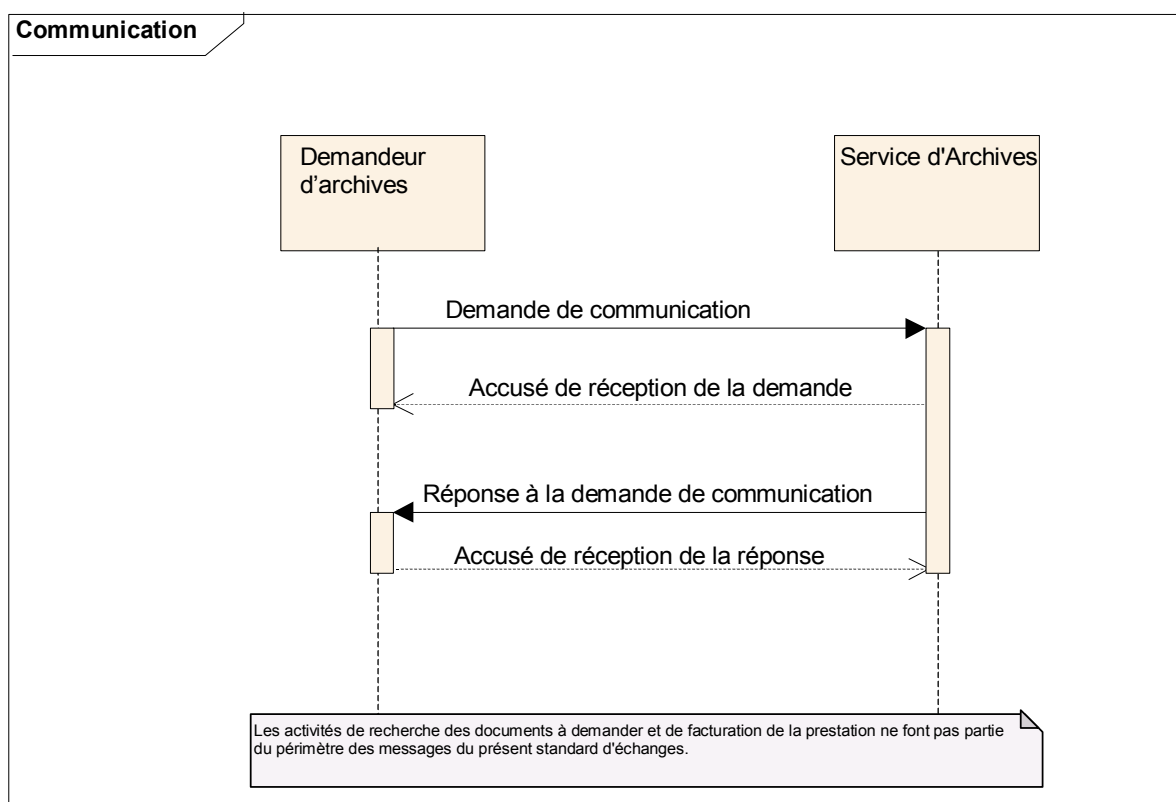 Communication
Demandeur
d’archives
Service d'Archives
Demande de communication
Accusé de réception de la demande
Réponse à la demande de communication
Accusé de réception de la réponse
Les activités de recherche des documents à demander et de facturation de la prestation ne font pas partie
du périmètre des messages du présent standard d'échanges.